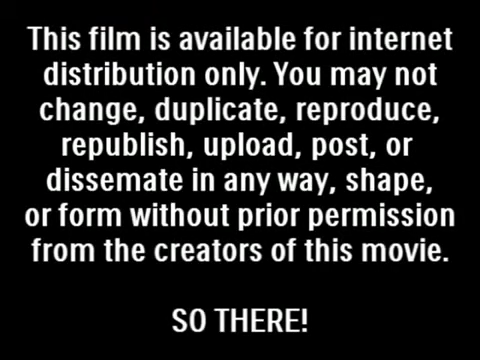 This film is available for internet
distribution only. You may not
change, duplicate, reproduce,
republish, upload, post, or
dissemate in any way, shape,
or form without prior permission
from the creators of this movie.
SO THERE!